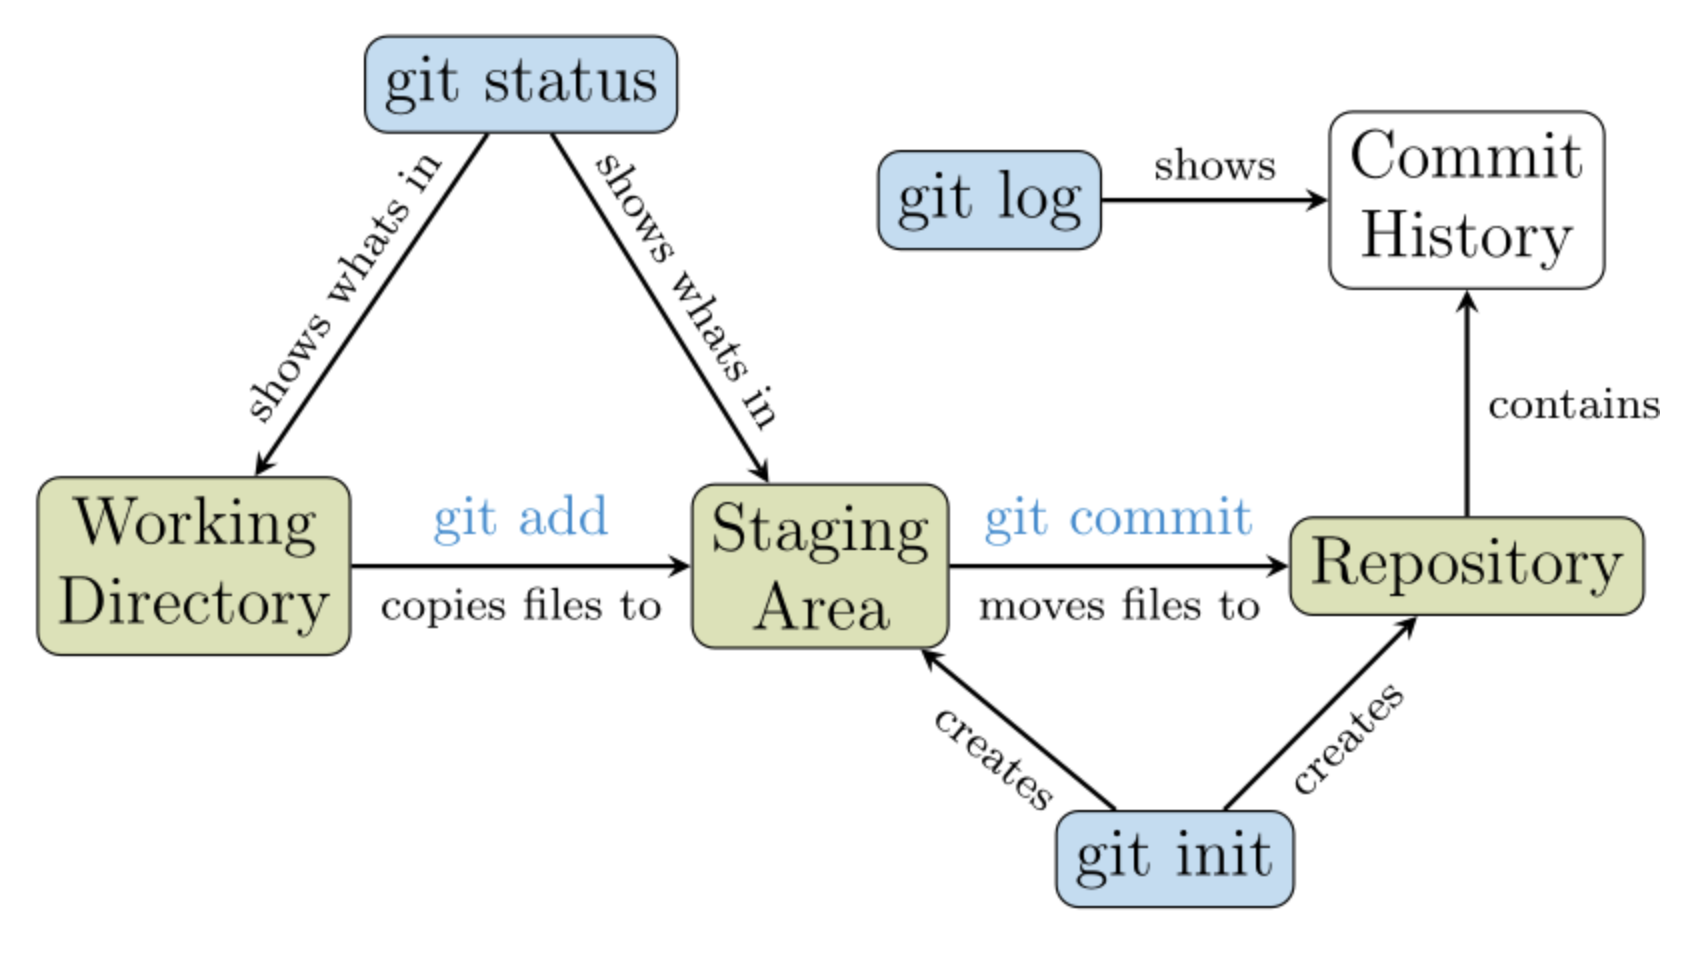 git status
git log
shows
Commit
History
shows whats in
shows whats in
contains
Working
Directory
git add
copies files to
Staging
Area
git commit
moves files to
Repository
creates
creates
git init